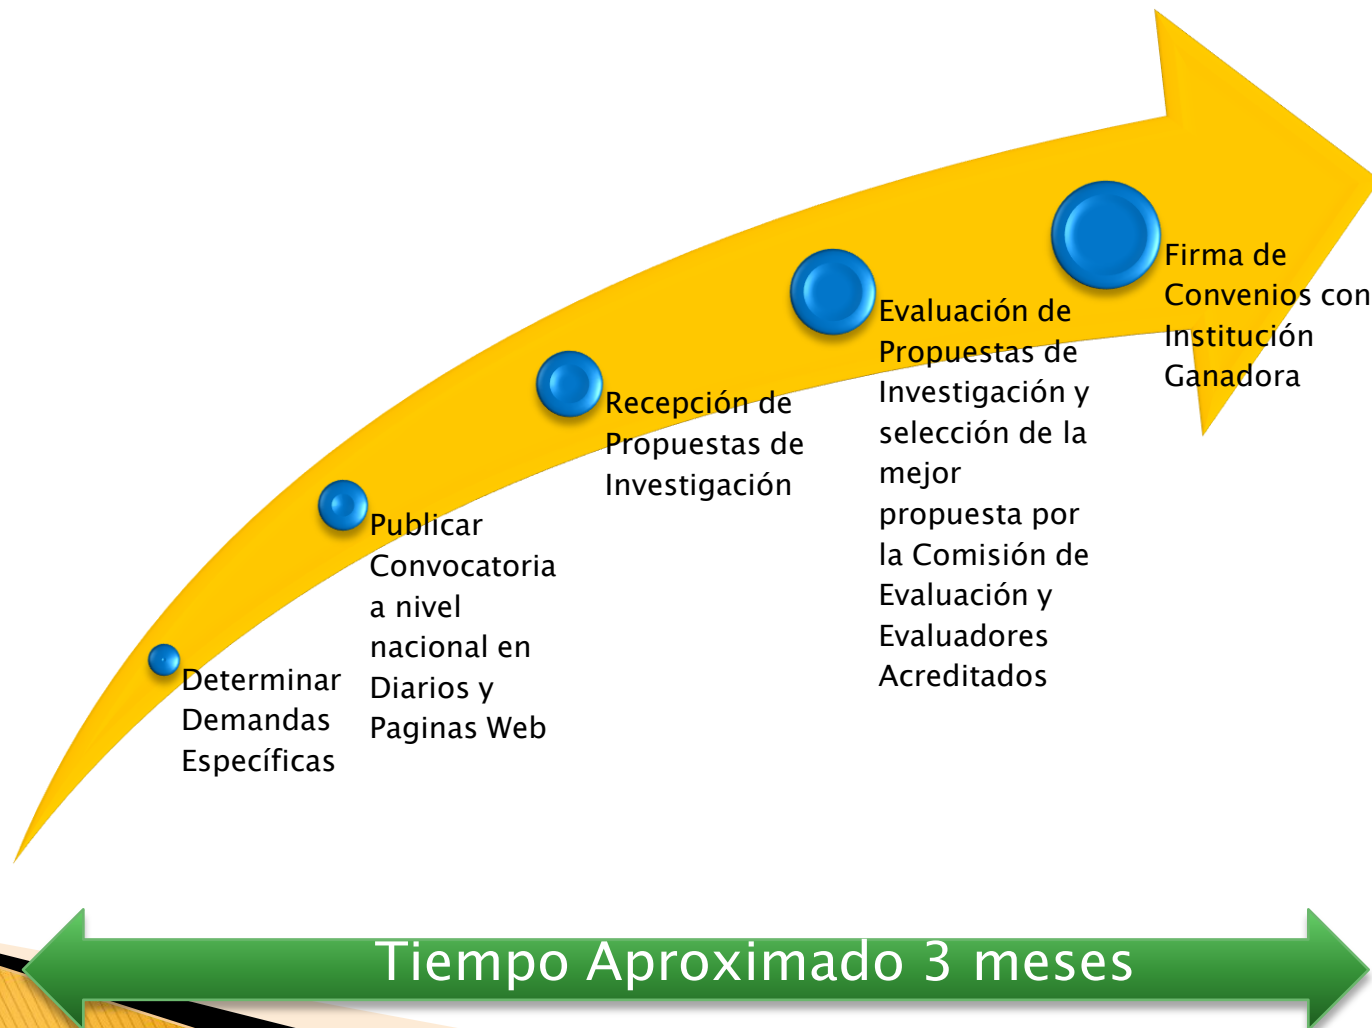 Determinar
Demandas
Específicas
Publicar
Convocatoria
a nivel
nacional en
Diarios y
Paginas Web
Recepción de
Propuestas de
Investigación
Evaluación de
Propuestas de
Investigación y
selección de la
mejor
propuesta por
la Comisión de
Evaluación y
Evaluadores
Acreditados
Firma de
Convenios con
Institución
Ganadora
Tiempo Aproximado 3 meses